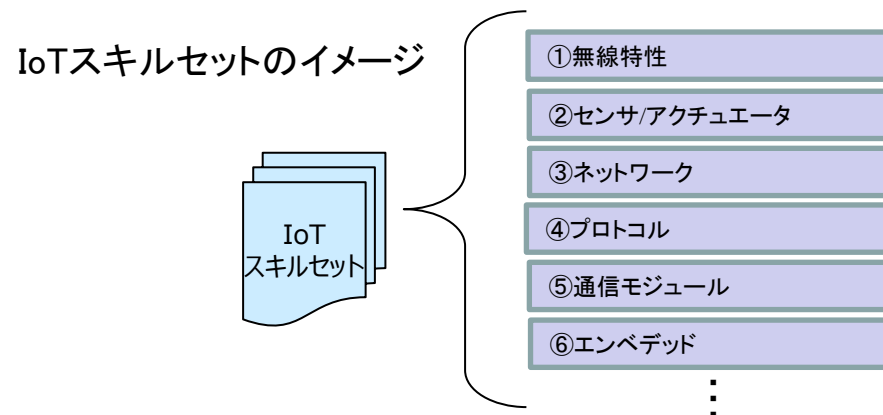 IoTスキルセットのイメージ
IoT
スキルセット
①無線特性
②センサ/アクチュエータ
③ネットワーク
④プロトコル
⑤通信モジュール
⑥エンベデッド